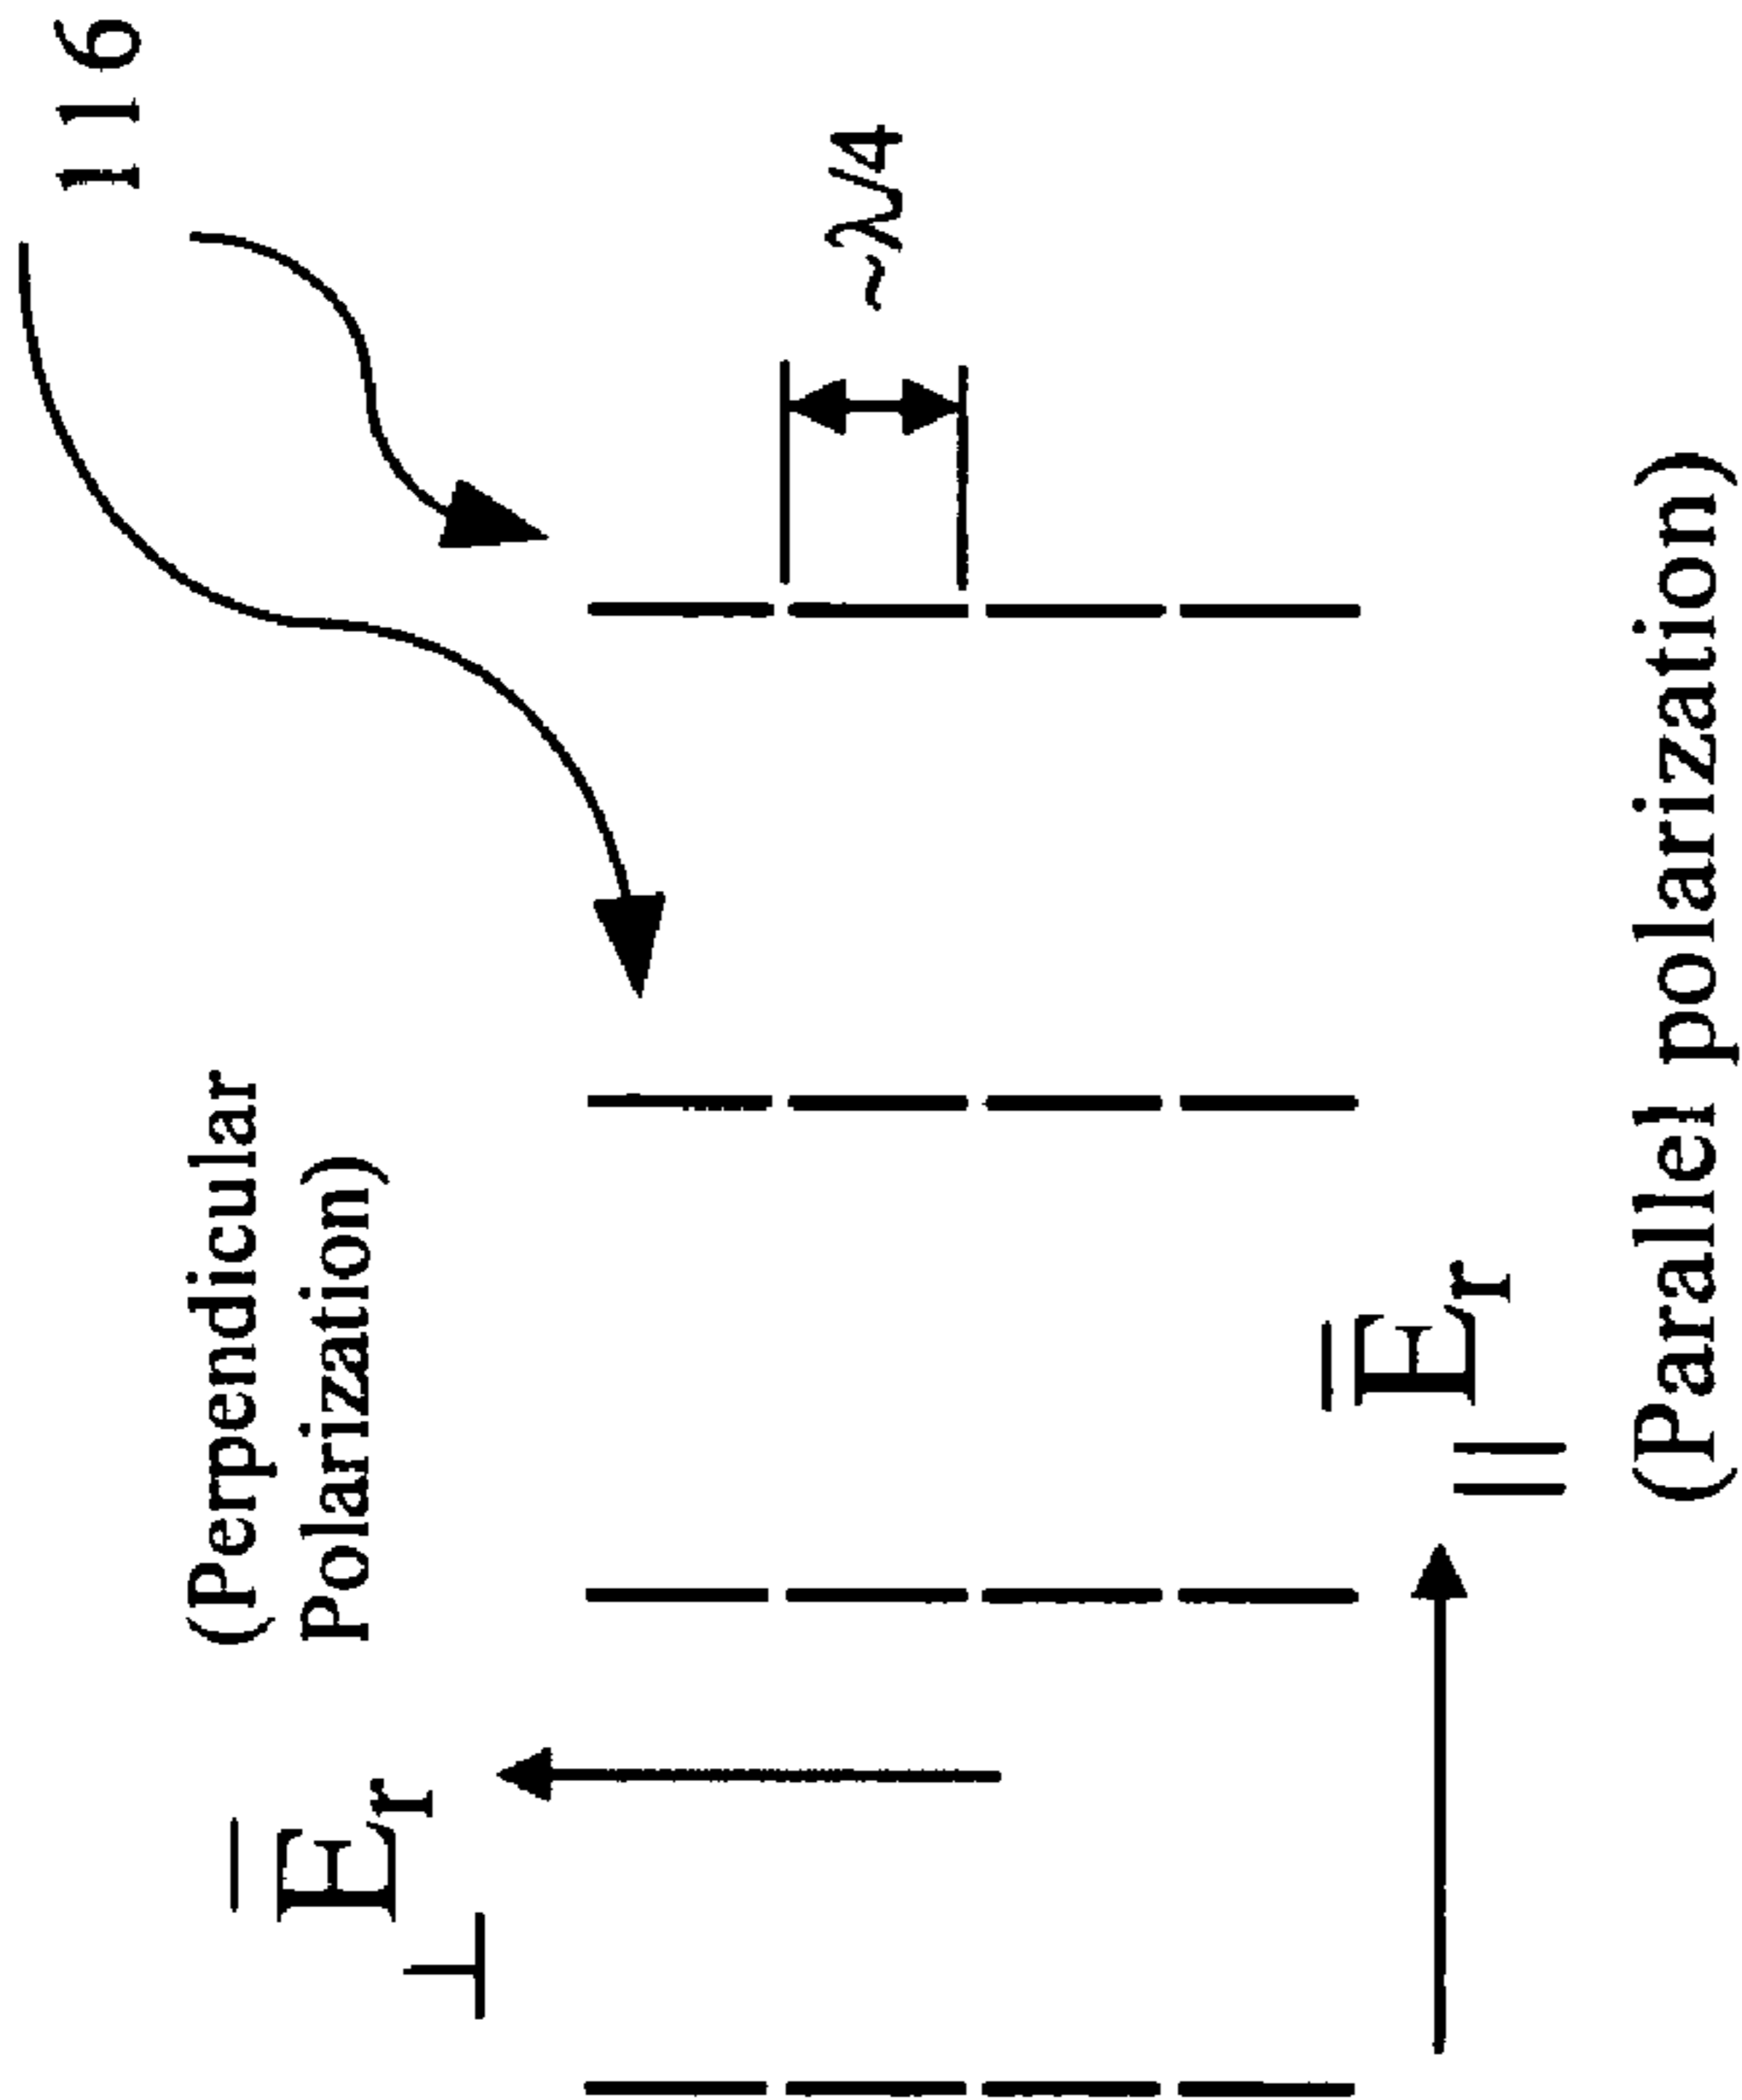 116
~λ/4
(Perpendicular
Polarization)
⊥E̅r
||E̅r
(Parallel polarization)